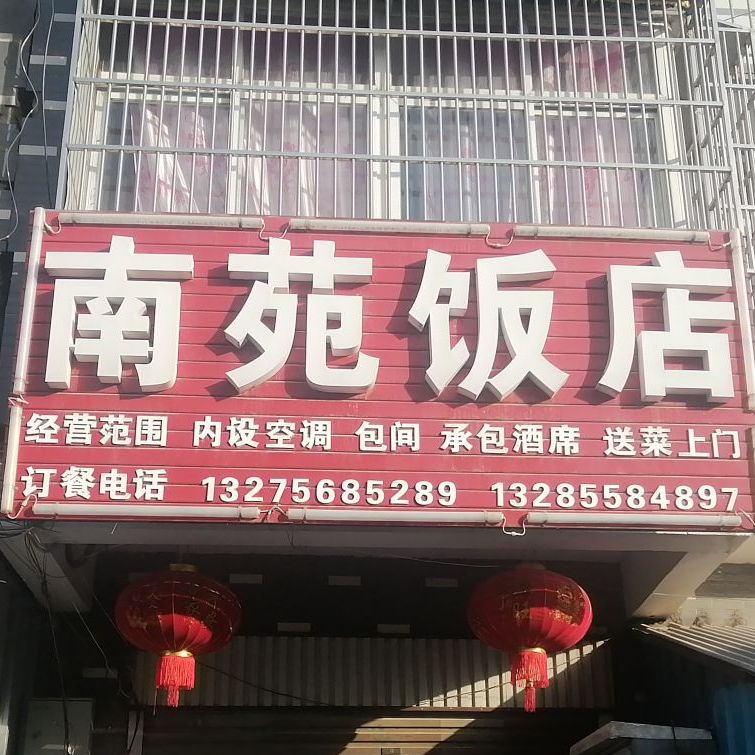 南苑饭店
经营范围 内设空调 包间 承包酒席 送菜上门
订餐电话 13275685289 13285584897